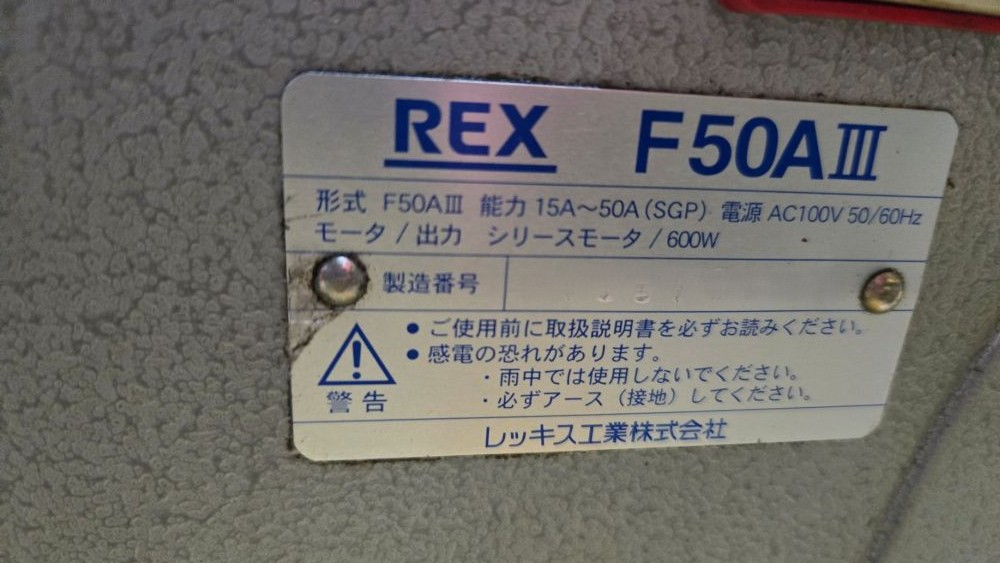 REX F50AⅢ
形式 F50AⅢ 能力 15A～50A(SGP) 電源 AC100V 50/60Hz
モータ / 出力 シリースモータ / 600W
製造番号
● ご使用前に取扱説明書を必ずお読みください。
● 感電の恐れがあります。
・雨中では使用しないでください。
・必ずアース（接地）してください。
警告
レッキス工業株式会社